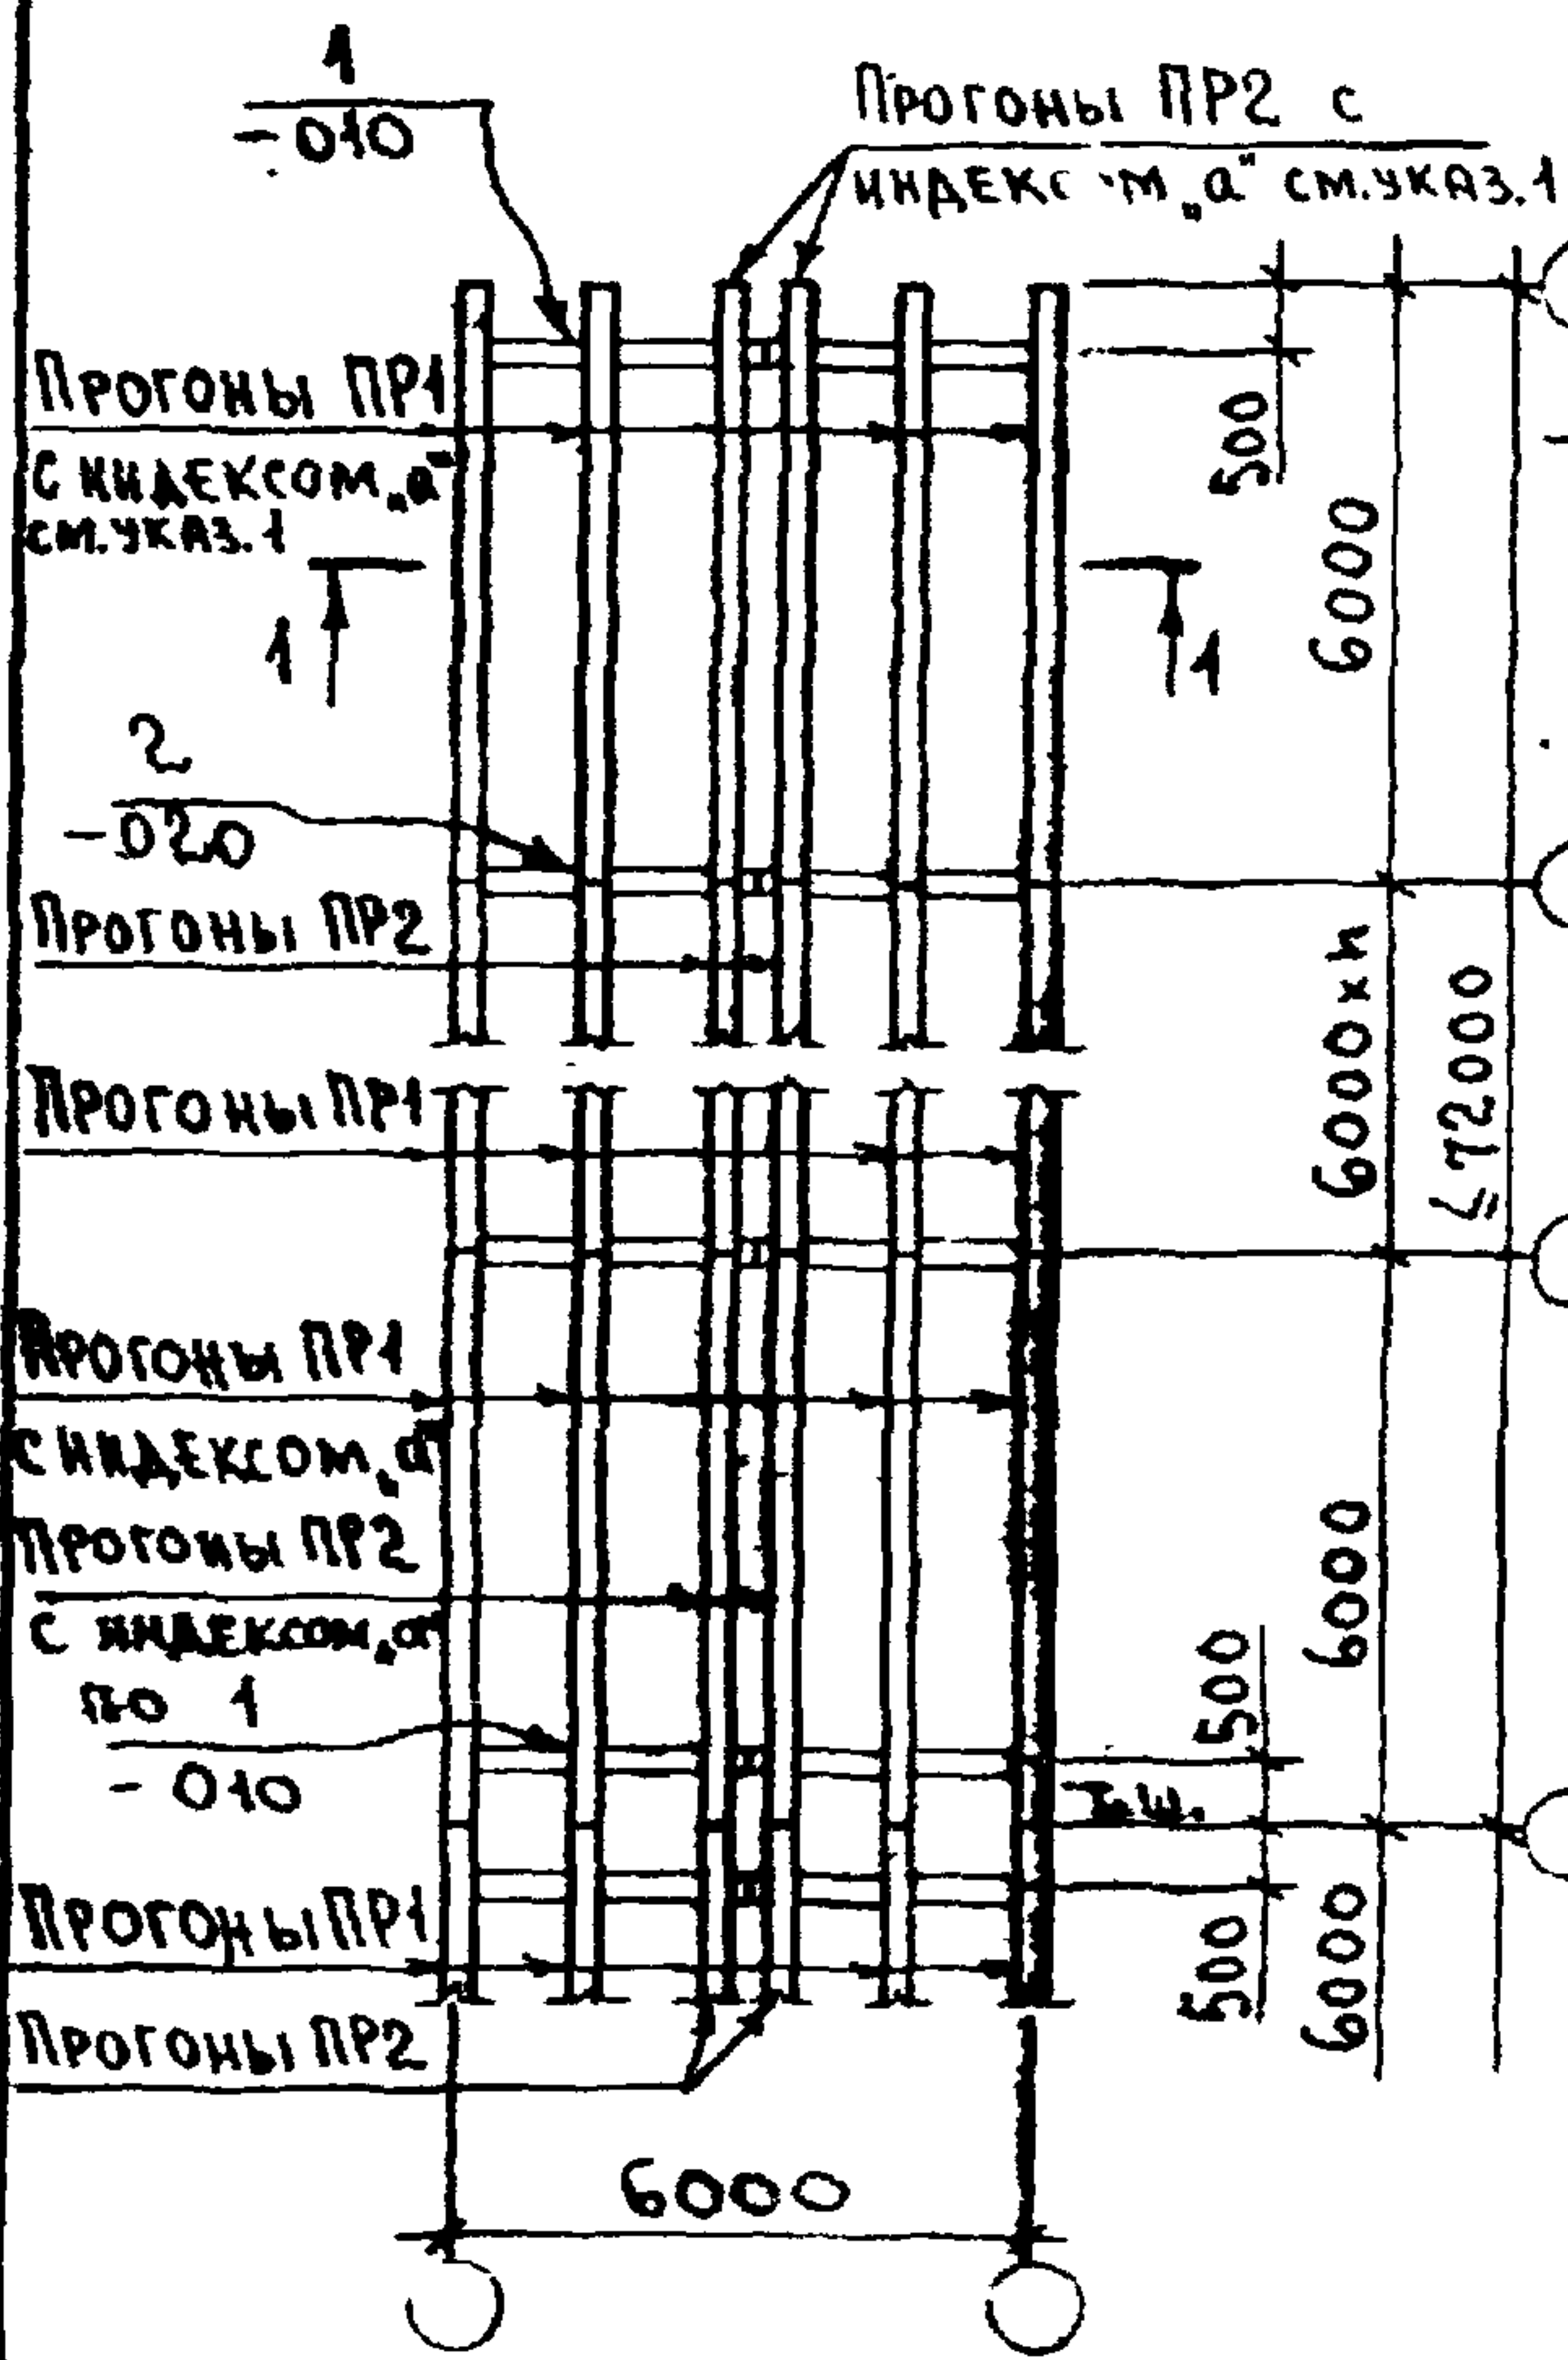 1
-010
Прогоны ПР2 с
индекс м „а" см.указ.1
Прогоны ПР1
с индексом „а"
см.указ.1
500
6000
1
1
2
-020
Прогоны ПР2
6000×n
≤72000
Прогоны ПР1
Прогоны ПР1
с индексом „а"
Прогоны ПР2
с индексом „а"
6000
500
по 1
-010
Прогоны ПР1
500
6000
Прогоны ПР2
6000